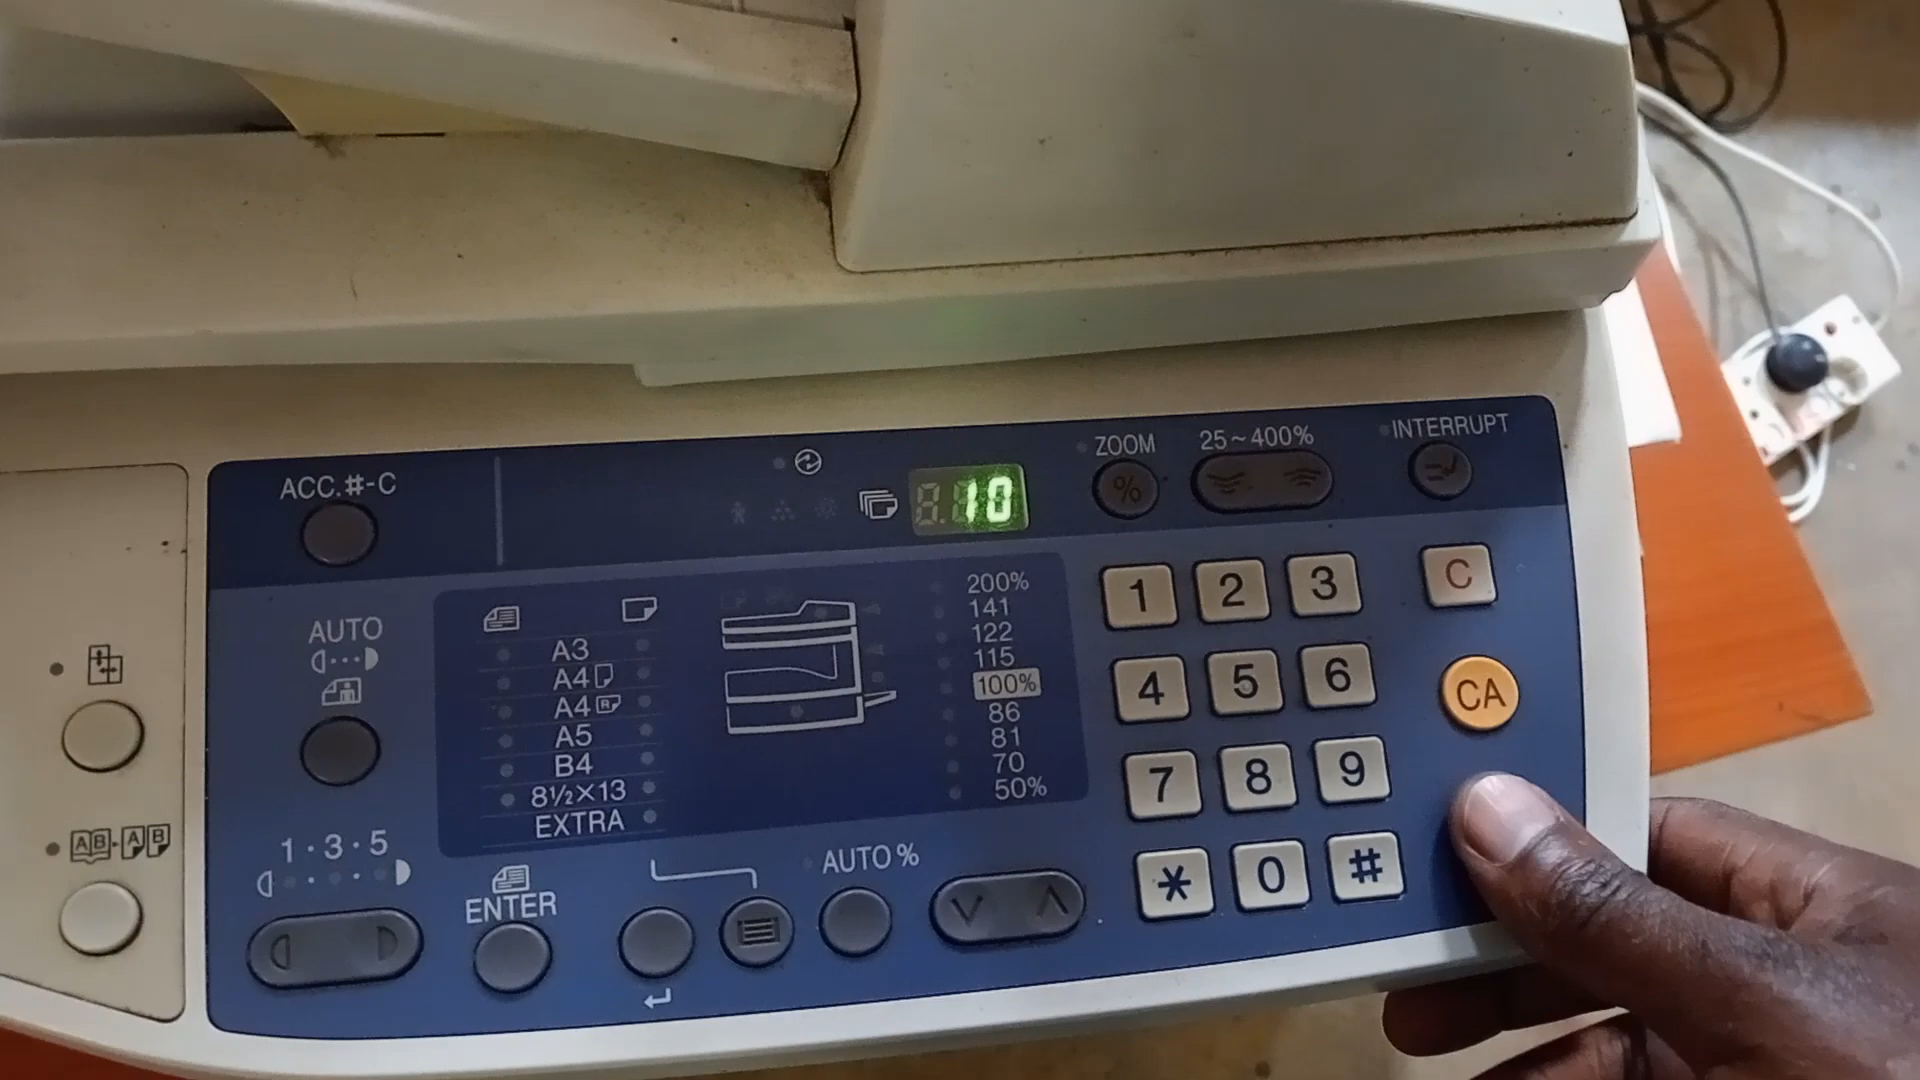 ACC.#-C
10
ZOOM
%
25~400%
INTERRUPT
AUTO
A3
A4
A4 R
A5
B4
8½×13
EXTRA
200%
141
122
115
100%
86
81
70
50%
1 2 3
C
4 5 6
CA
7 8 9
* 0 #
AB A B
1・3・5
ENTER
AUTO %